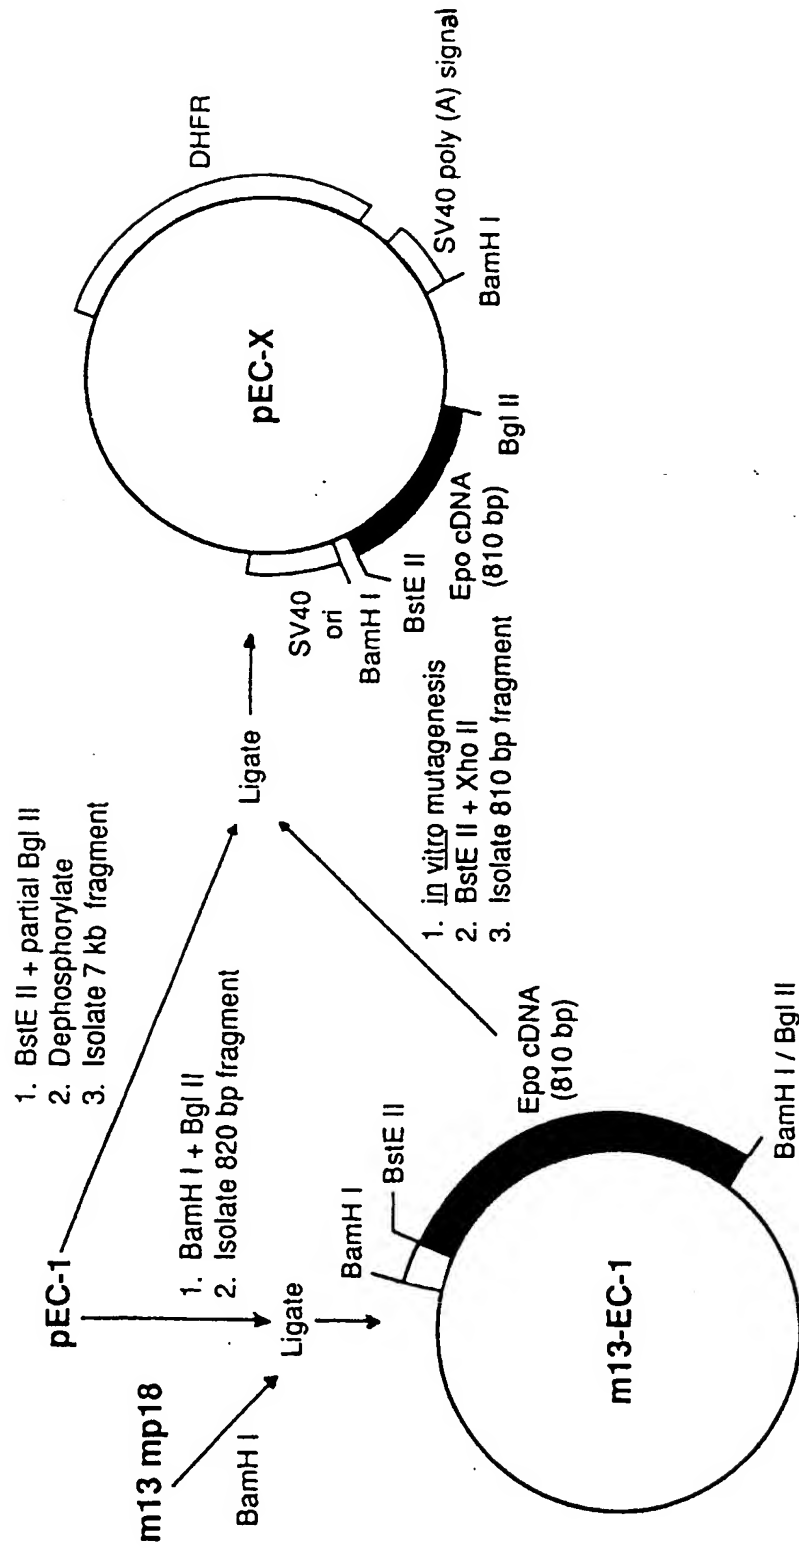 m13 mp18
BamH I
pEC-1
1. BamH I + Bgl II
2. Isolate 820 bp fragment
Ligate
1. BstE II + partial Bgl II
2. Dephosphorylate
3. Isolate 7 kb fragment
Ligate
m13-EC-1
BamH I
BstE II
Epo cDNA
(810 bp)
BamH I / Bgl II
1. in vitro mutagenesis
2. BstE II + Xho II
3. Isolate 810 bp fragment
pEC-X
SV40
ori
BamH I
BstE II
Epo cDNA
(810 bp)
Bgl II
BamH I
SV40 poly (A) signal
DHFR